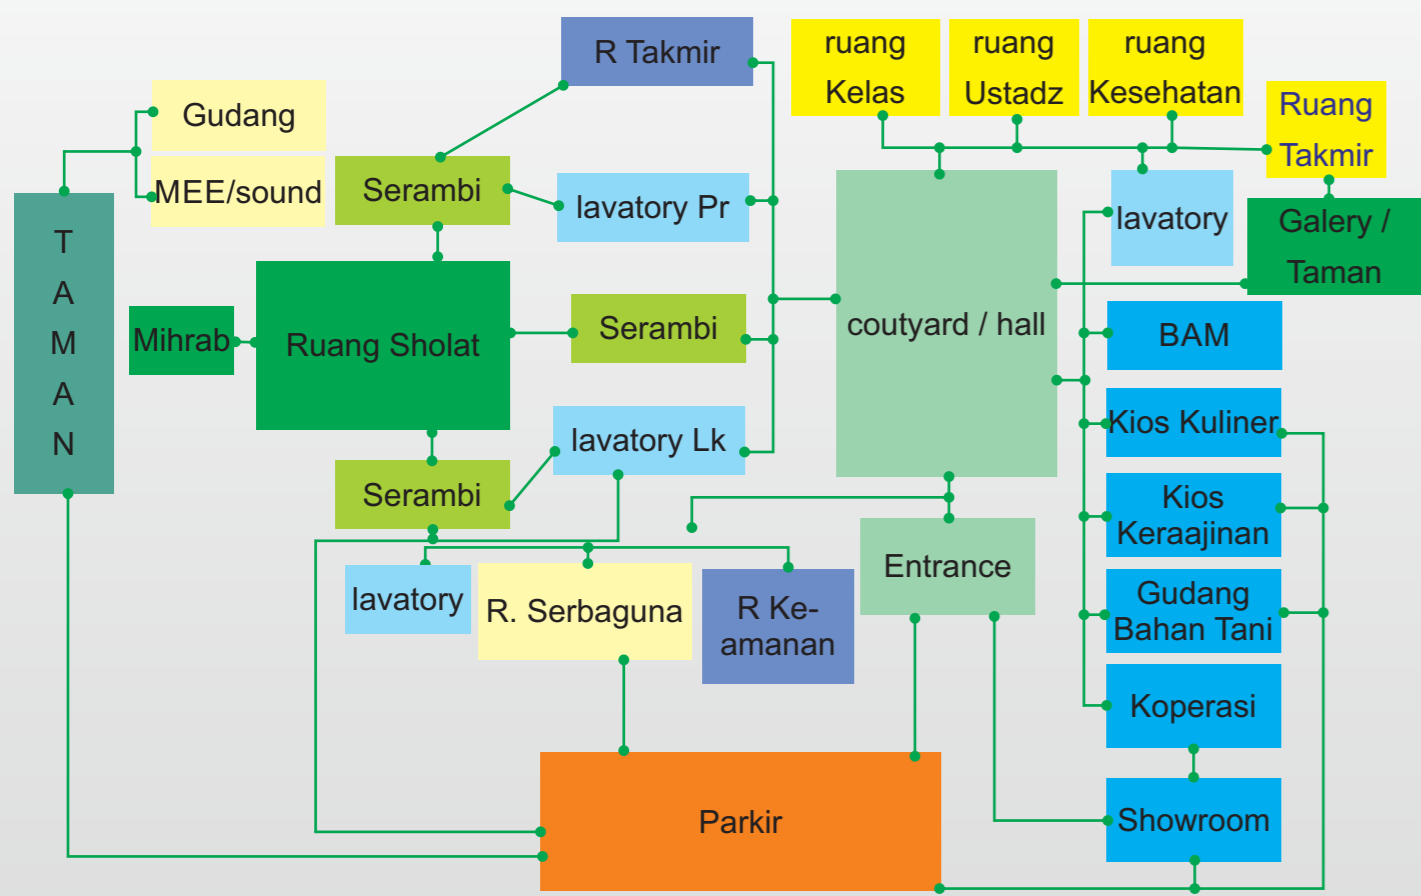 R Takmir
ruang
Kelas
ruang
Ustadz
ruang
Kesehatan
Ruang
Takmir
Gudang
MEE/sound
Serambi
lavatory Pr
lavatory
Galery /
Taman
T
A
M
A
N
Mihrab
Ruang Sholat
Serambi
coutyard / hall
BAM
Kios Kuliner
lavatory Lk
Serambi
Kios
Keraajinan
Entrance
lavatory
R. Serbaguna
R Ke-
amanan
Gudang
Bahan Tani
Koperasi
Parkir
Showroom